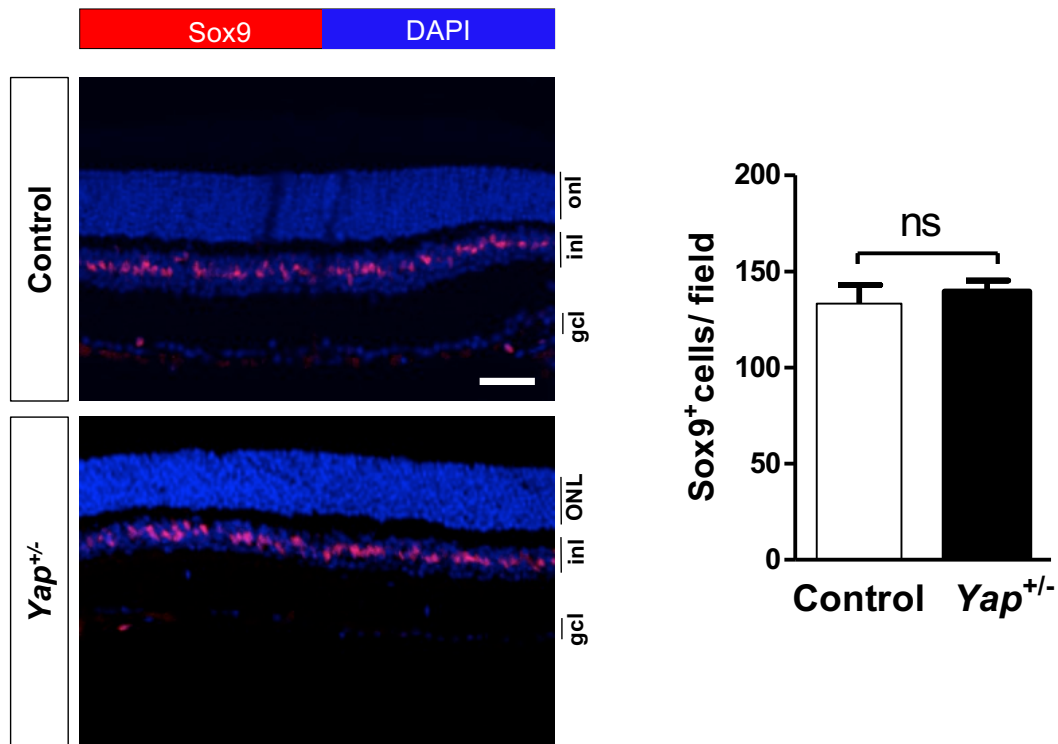 Sox9 DAPI
Control
onl
inl
gcl
Yap+/-
ONL
inl
gcl
Sox9+cells/ field
200
150
100
50
0
ns
Control Yap+/-